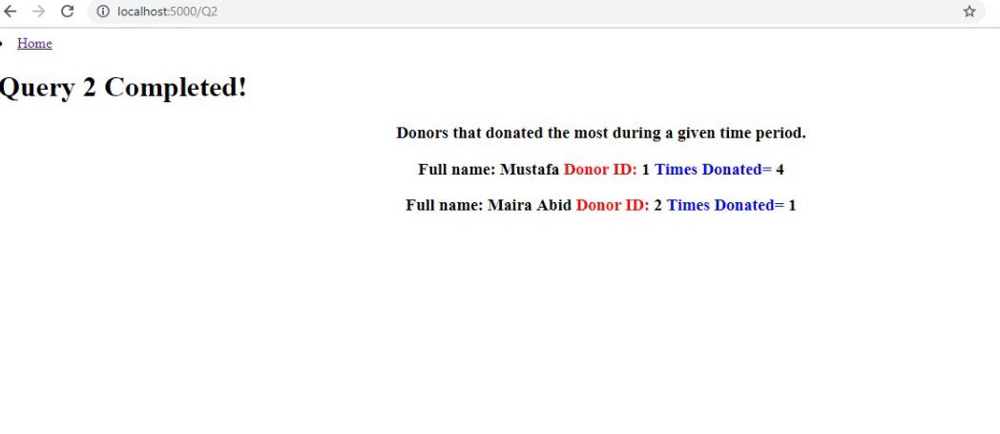 localhost:5000/Q2
Home
Query 2 Completed!
Donors that donated the most during a given time period.
Full name: Mustafa Donor ID: 1 Times Donated= 4
Full name: Maira Abid Donor ID: 2 Times Donated= 1